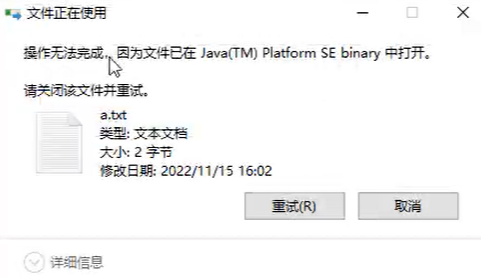 文件正在使用
操作无法完成，因为文件已在 Java(TM) Platform SE binary 中打开。
请关闭该文件并重试。
a.txt
类型: 文本文档
大小: 2 字节
修改日期: 2022/11/15 16:02
重试(R)
取消
详细信息